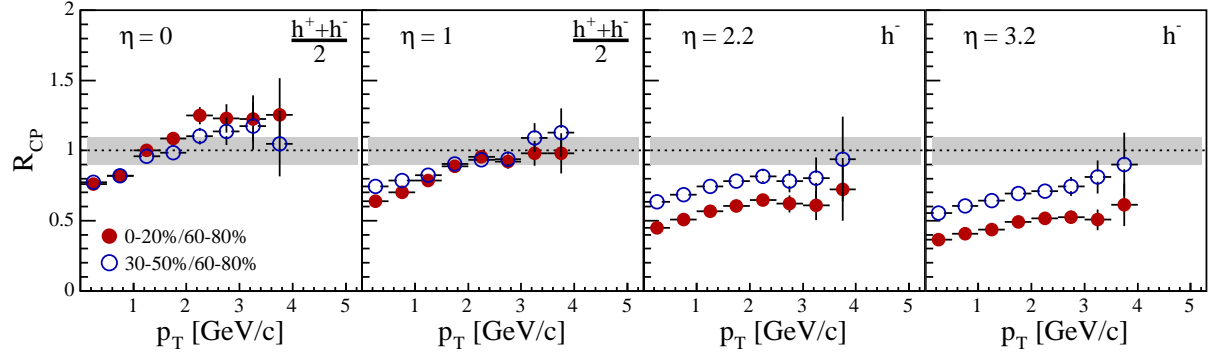 R_CP
2
1.5
1
0.5
0
η = 0
h⁺+h⁻
2
0-20%/60-80%
30-50%/60-80%
1 2 3 4 5
p_T [GeV/c]
η = 1
h⁺+h⁻
2
1 2 3 4 5
p_T [GeV/c]
η = 2.2 h⁻
1 2 3 4 5
p_T [GeV/c]
η = 3.2 h⁻
1 2 3 4 5
p_T [GeV/c]